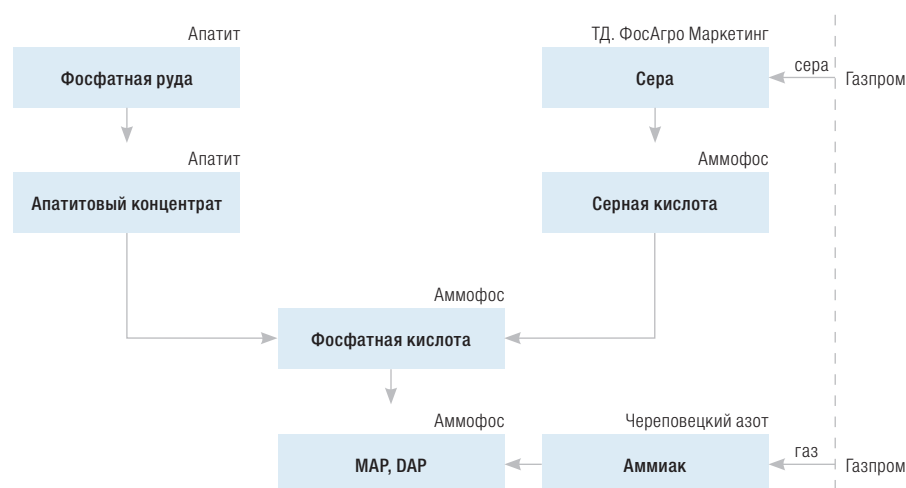 Апатит
Фосфатная руда
ТД. ФосАгро Маркетинг
Сера
сера
Газпром
Апатит
Апатитовый концентрат
Аммофос
Серная кислота
Аммофос
Фосфатная кислота
Аммофос
MAP, DAP
Череповецкий азот
Аммиак
газ
Газпром